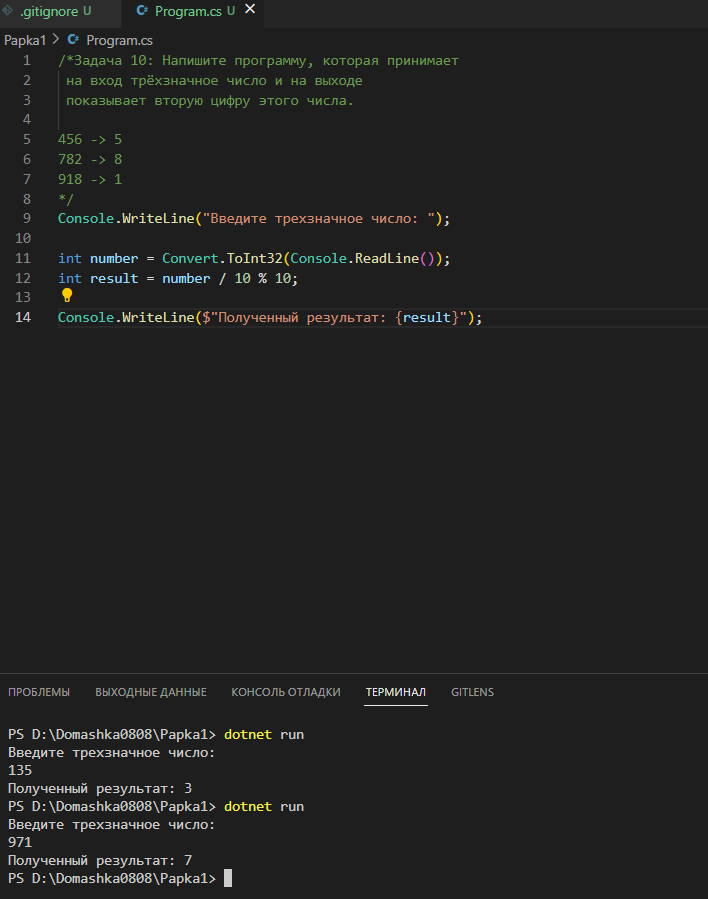 .gitignore U Program.cs U
Papka1 > Program.cs
1 /*Задача 10: Напишите программу, которая принимает
2 на вход трёхзначное число и на выходе
3 показывает вторую цифру этого числа.
4
5 456 -> 5
6 782 -> 8
7 918 -> 1
8 */
9 Console.WriteLine("Введите трехзначное число: ");
10
11 int number = Convert.ToInt32(Console.ReadLine());
12 int result = number / 10 % 10;
13
14 Console.WriteLine($"Полученный результат: {result}");
ПРОБЛЕМЫ ВЫХОДНЫЕ ДАННЫЕ КОНСОЛЬ ОТЛАДКИ ТЕРМИНАЛ GITLENS
PS D:\Domashka0808\Papka1> dotnet run
Введите трехзначное число:
135
Полученный результат: 3
PS D:\Domashka0808\Papka1> dotnet run
Введите трехзначное число:
971
Полученный результат: 7
PS D:\Domashka0808\Papka1>